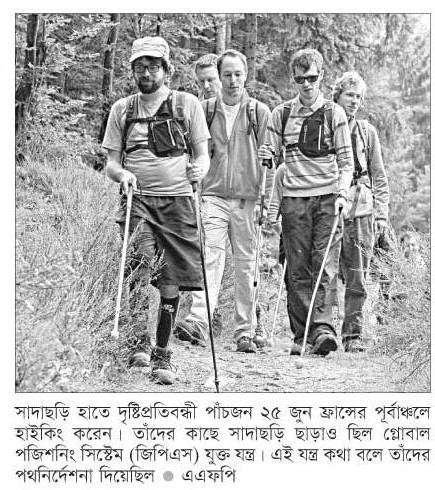 সাদাছড়ি হাতে দৃষ্টিপ্রতিবন্ধী পাঁচজন ২৫ জুন ফ্রান্সের পূর্বাঞ্চলে
হাইকিং করেন। তাঁদের কাছে সাদাছড়ি ছাড়াও ছিল গ্লোবাল
পজিশনিং সিস্টেম (জিপিএস) যুক্ত যন্ত্র। এই যন্ত্র কথা বলে তাঁদের
পথনির্দেশনা দিয়েছিল ● এএফপি